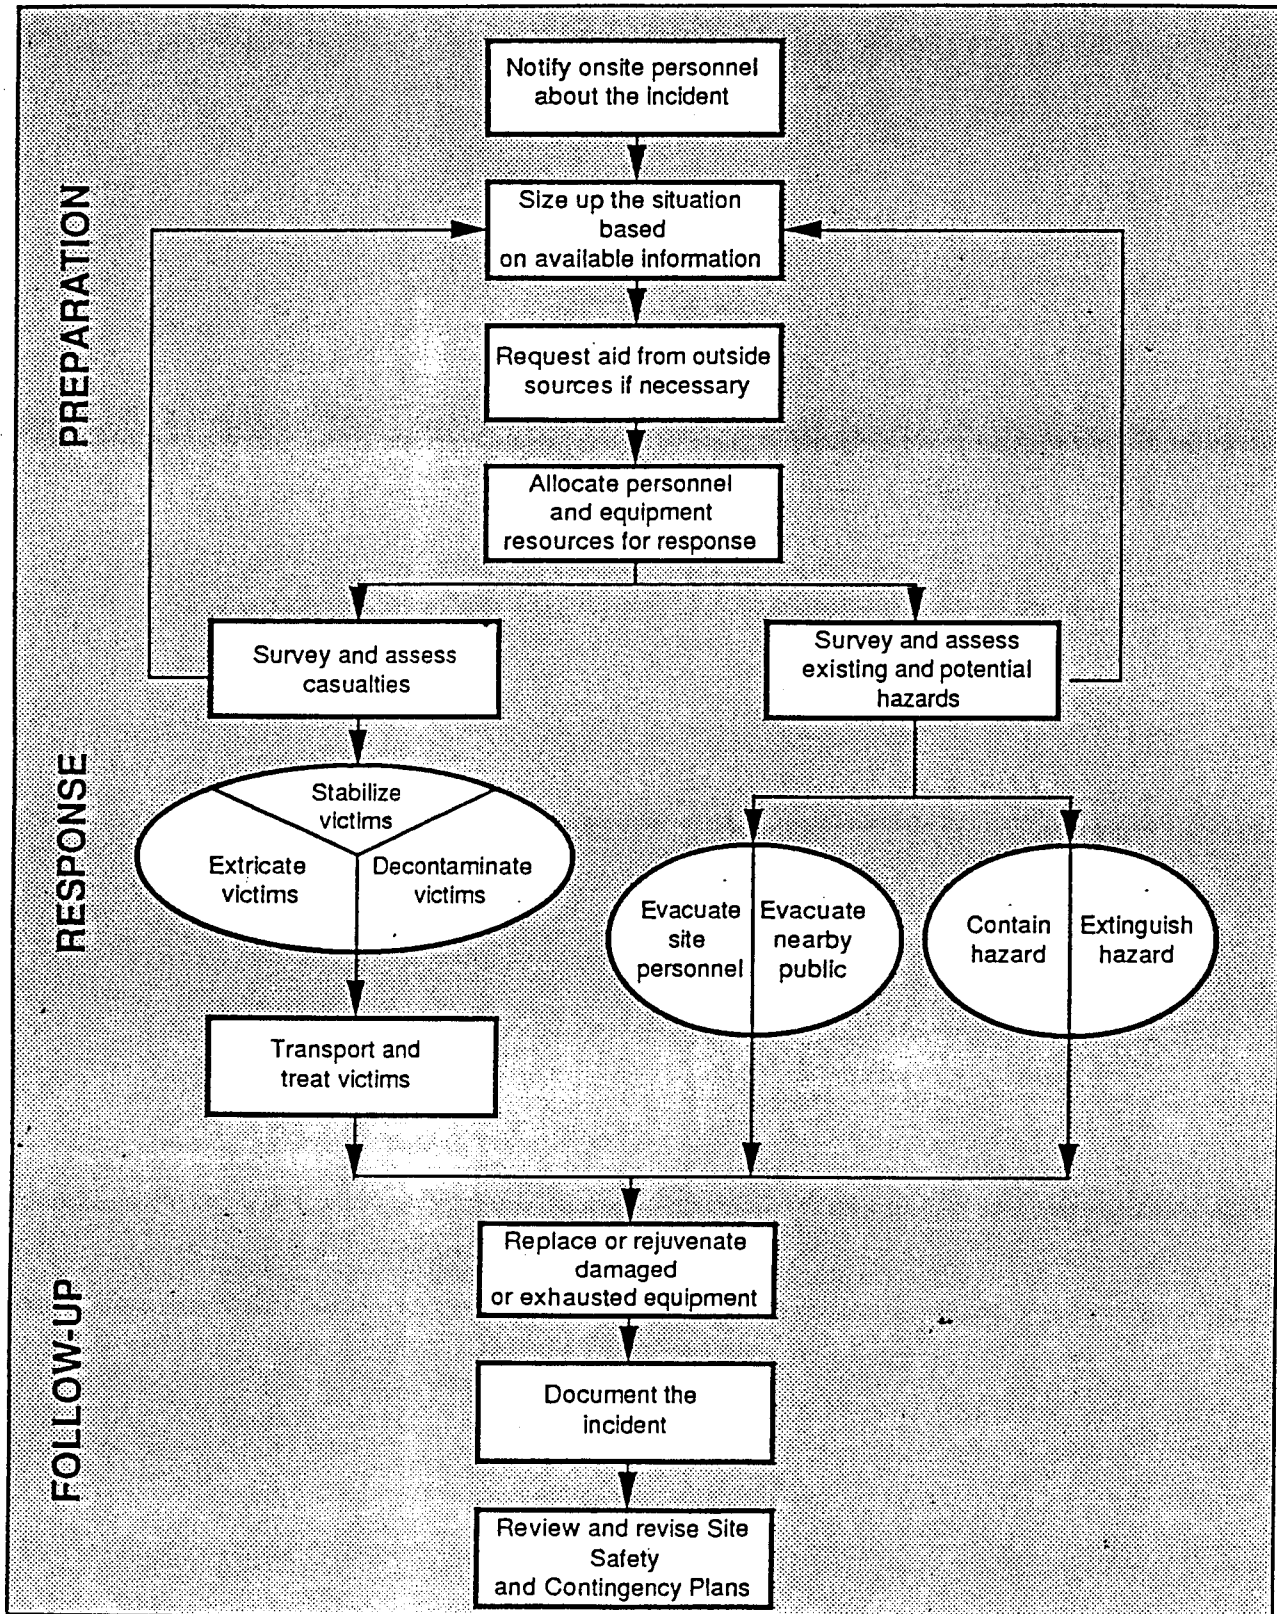 PREPARATION
Notify onsite personnel
about the incident
Size up the situation
based
on available information
Request aid from outside
sources if necessary
Allocate personnel
and equipment
resources for response
RESPONSE
Survey and assess
casualties
Survey and assess
existing and potential
hazards
Stabilize
victims
Extricate
victims
Decontaminate
victims
Evacuate
site
personnel
Evacuate
nearby
public
Contain
hazard
Extinguish
hazard
Transport and
treat victims
FOLLOW-UP
Replace or rejuvenate
damaged
or exhausted equipment
Document the
incident
Review and revise Site
Safety
and Contingency Plans